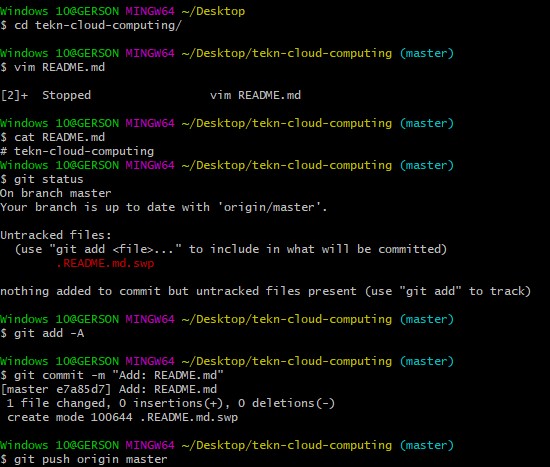 Windows 10@GERSON MINGW64 ~/Desktop
$ cd tekn-cloud-computing/
Windows 10@GERSON MINGW64 ~/Desktop/tekn-cloud-computing (master)
$ vim README.md
[2]+  Stopped                 vim README.md
Windows 10@GERSON MINGW64 ~/Desktop/tekn-cloud-computing (master)
$ cat README.md
# tekn-cloud-computing
Windows 10@GERSON MINGW64 ~/Desktop/tekn-cloud-computing (master)
$ git status
On branch master
Your branch is up to date with 'origin/master'.
Untracked files:
  (use "git add <file>..." to include in what will be committed)
        .README.md.swp
nothing added to commit but untracked files present (use "git add" to track)
Windows 10@GERSON MINGW64 ~/Desktop/tekn-cloud-computing (master)
$ git add -A
Windows 10@GERSON MINGW64 ~/Desktop/tekn-cloud-computing (master)
$ git commit -m "Add: README.md"
[master e7a85d7] Add: README.md
 1 file changed, 0 insertions(+), 0 deletions(-)
 create mode 100644 .README.md.swp
Windows 10@GERSON MINGW64 ~/Desktop/tekn-cloud-computing (master)
$ git push origin master